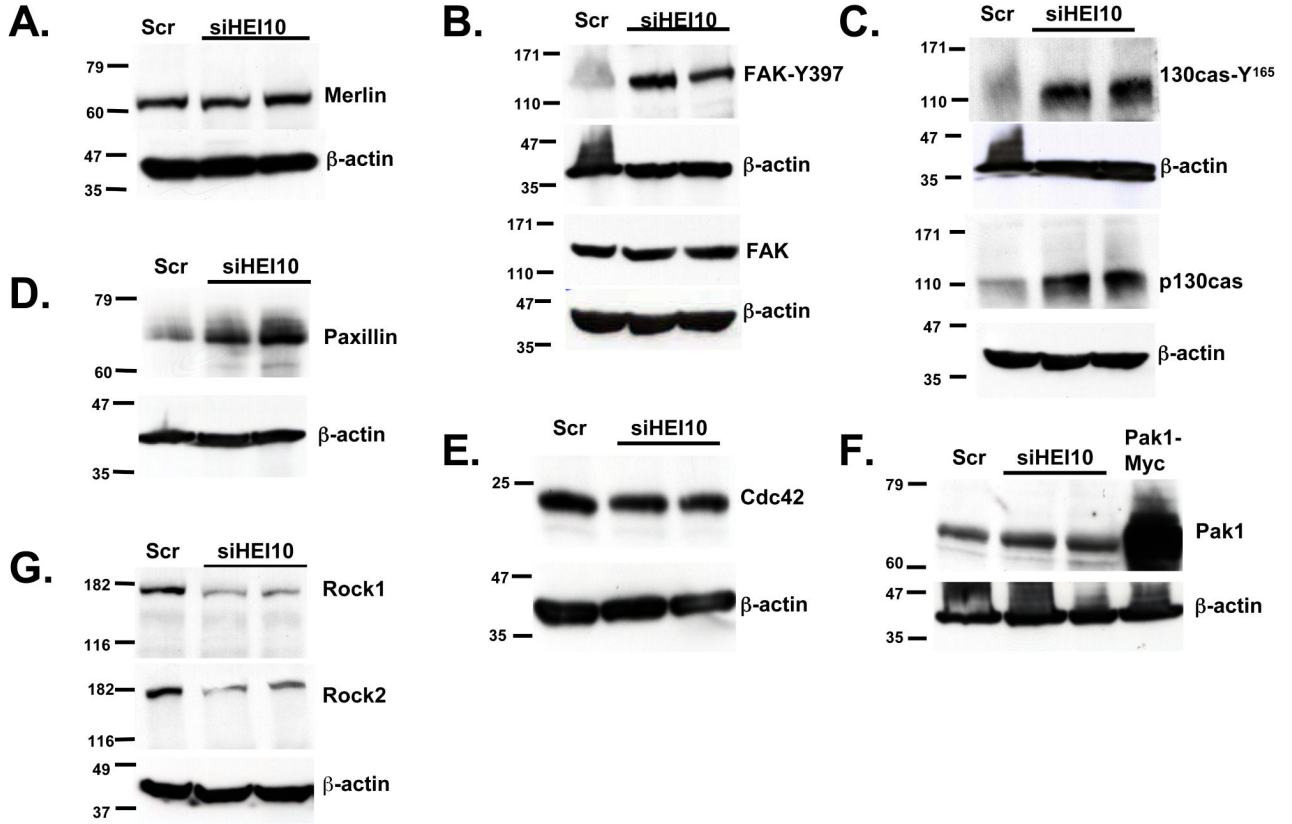 A.
Scr siHEI10
79
60
Merlin
47
35
β-actin
B.
Scr siHEI10
171
110
FAK-Y397
47
35
β-actin
171
110
FAK
47
35
β-actin
C.
Scr siHEI10
171
110
130cas-Y¹⁶⁵
47
35
β-actin
171
110
p130cas
47
35
β-actin
D.
Scr siHEI10
79
60
Paxillin
47
35
β-actin
E.
Scr siHEI10
25
Cdc42
47
35
β-actin
F.
Scr siHEI10 Pak1-
Myc
79
60
Pak1
47
35
β-actin
G.
Scr siHEI10
182
116
Rock1
182
116
Rock2
49
37
β-actin